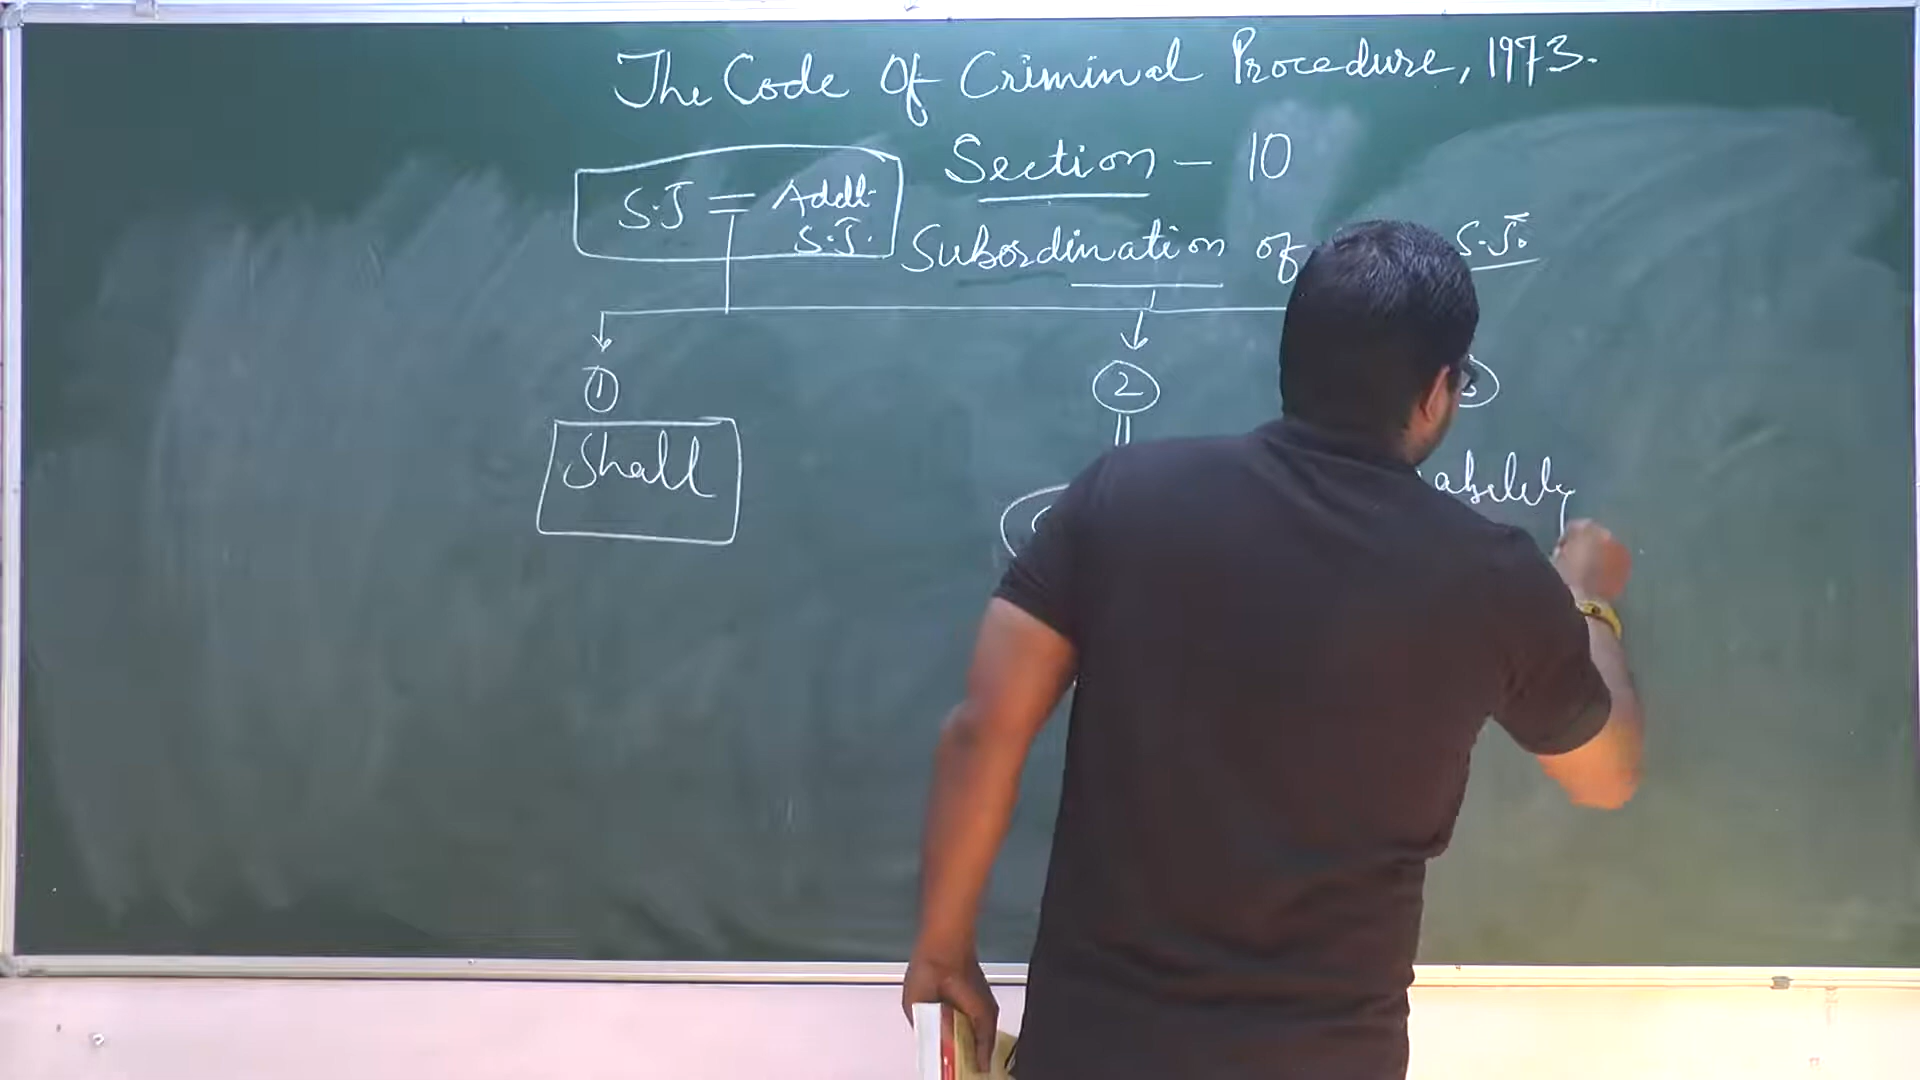 The Code Of Criminal Procedure, 1973.
Section - 10
S.J = Addl.
S.J.
Subordination of
S.J.
1
2
Shall